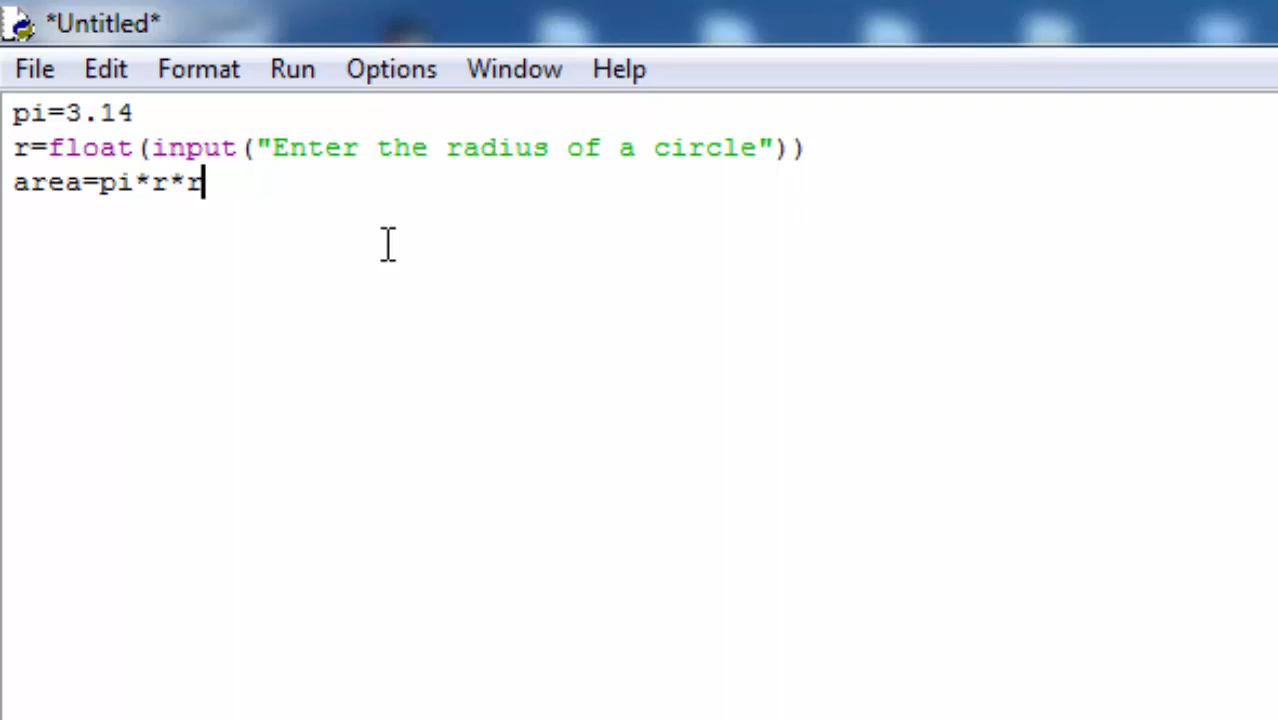 *Untitled*
File Edit Format Run Options Window Help
pi=3.14
r=float(input("Enter the radius of a circle"))
area=pi*r*r